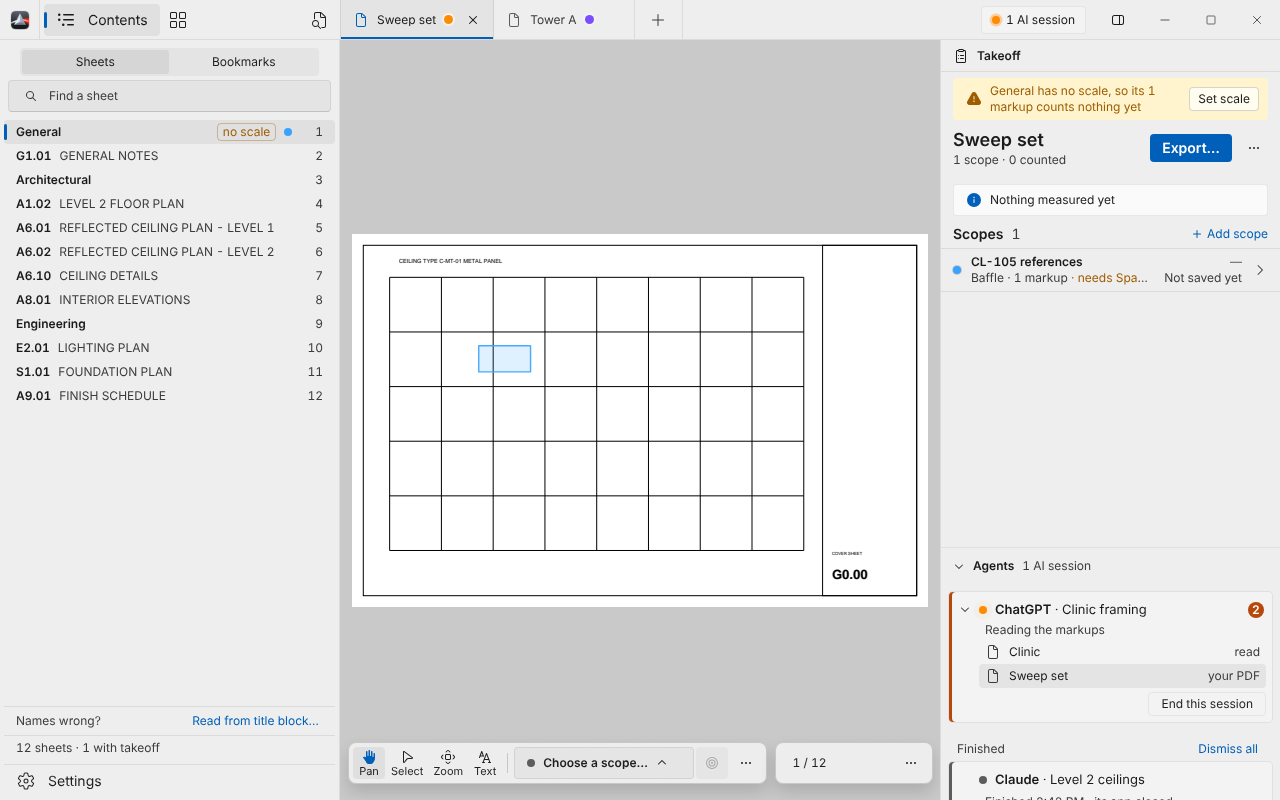 Contents
Sweep set
Tower A
1 AI session
Sheets
Bookmarks
Find a sheet
General no scale 1
G1.01 GENERAL NOTES 2
Architectural 3
A1.02 LEVEL 2 FLOOR PLAN 4
A6.01 REFLECTED CEILING PLAN - LEVEL 1 5
A6.02 REFLECTED CEILING PLAN - LEVEL 2 6
A6.10 CEILING DETAILS 7
A8.01 INTERIOR ELEVATIONS 8
Engineering 9
E2.01 LIGHTING PLAN 10
S1.01 FOUNDATION PLAN 11
A9.01 FINISH SCHEDULE 12
Names wrong? Read from title block...
12 sheets · 1 with takeoff
Settings
CEILING TYPE C-MT-01 METAL PANEL
COVER SHEET
G0.00
Pan
Select
Zoom
Text
Choose a scope...
1 / 12
Takeoff
General has no scale, so its 1
markup counts nothing yet
Set scale
Sweep set
1 scope · 0 counted
Export...
Nothing measured yet
Scopes 1
Add scope
CL-105 references —
Baffle · 1 markup · needs Spa... Not saved yet
Agents 1 AI session
ChatGPT · Clinic framing 2
Reading the markups
Clinic read
Sweep set your PDF
End this session
Finished Dismiss all
Claude · Level 2 ceilings